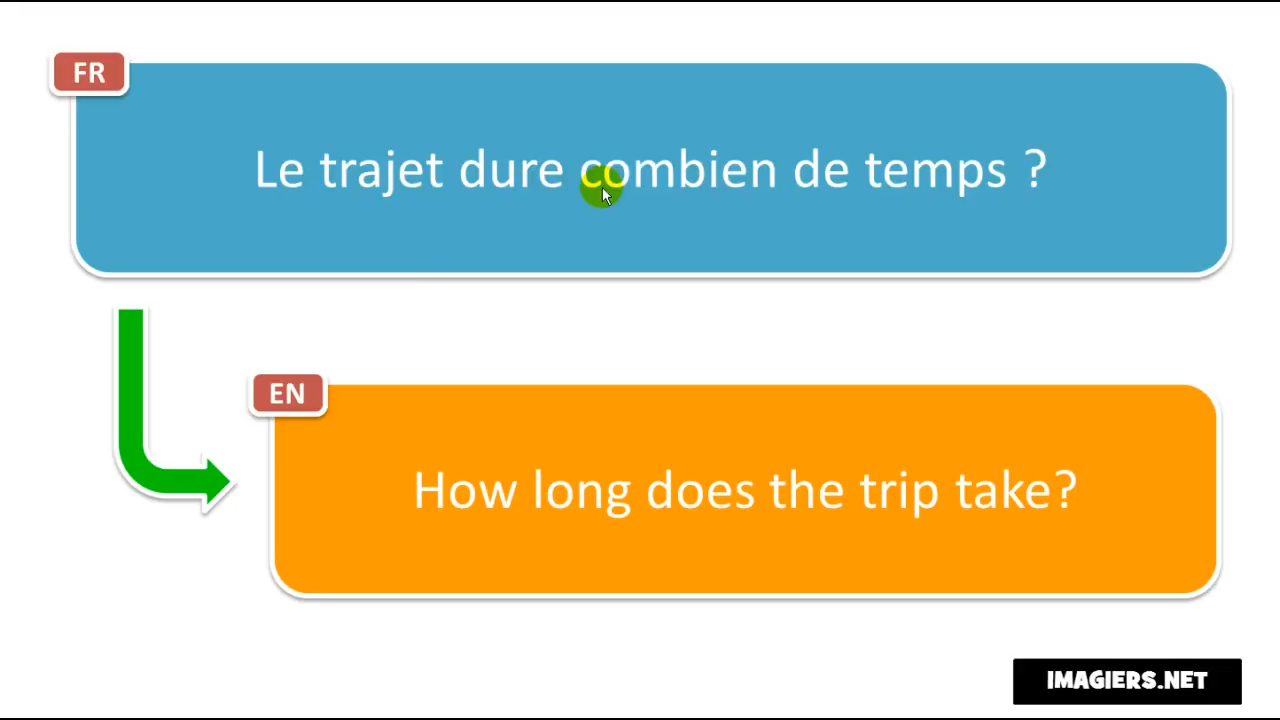 FR
Le trajet dure combien de temps ?
EN
How long does the trip take?
IMAGIERS.NET